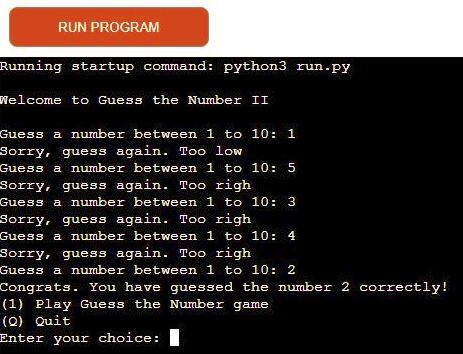 RUN PROGRAM
Running startup command: python3 run.py
Welcome to Guess the Number II
Guess a number between 1 to 10: 1
Sorry, guess again. Too low
Guess a number between 1 to 10: 5
Sorry, guess again. Too righ
Guess a number between 1 to 10: 3
Sorry, guess again. Too righ
Guess a number between 1 to 10: 4
Sorry, guess again. Too righ
Guess a number between 1 to 10: 2
Congrats. You have guessed the number 2 correctly!
(1) Play Guess the Number game
(Q) Quit
Enter your choice: